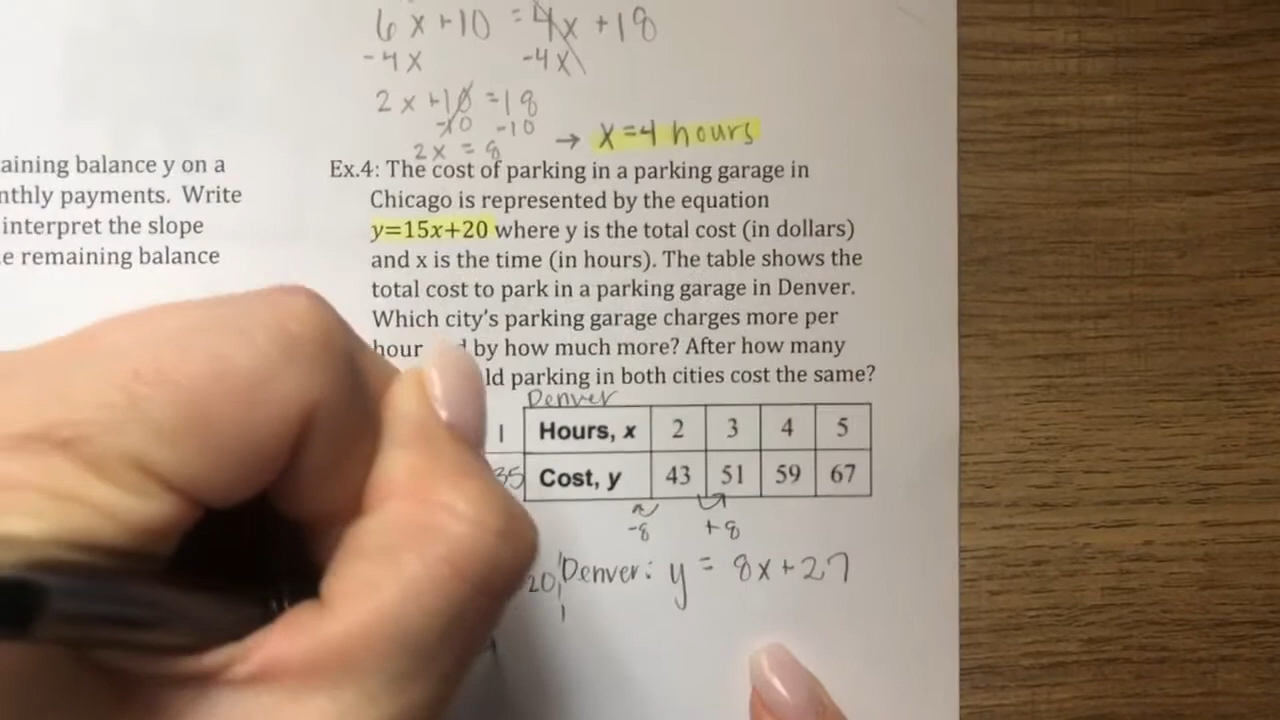 6x+10 = 4x +18
-4x -4x
2x +10 =18
-10 -10
2x = 8 → x=4 hours
aining balance y on a
nthly payments. Write
interpret the slope
e remaining balance
Ex.4: The cost of parking in a parking garage in
Chicago is represented by the equation
y=15x+20 where y is the total cost (in dollars)
and x is the time (in hours). The table shows the
total cost to park in a parking garage in Denver.
Which city's parking garage charges more per
hour by how much more? After how many
ld parking in both cities cost the same?
Denver
1 Hours, x 2 3 4 5
35 Cost, y 43 51 59 67
-8 +8
20 Denver: y = 8x+27